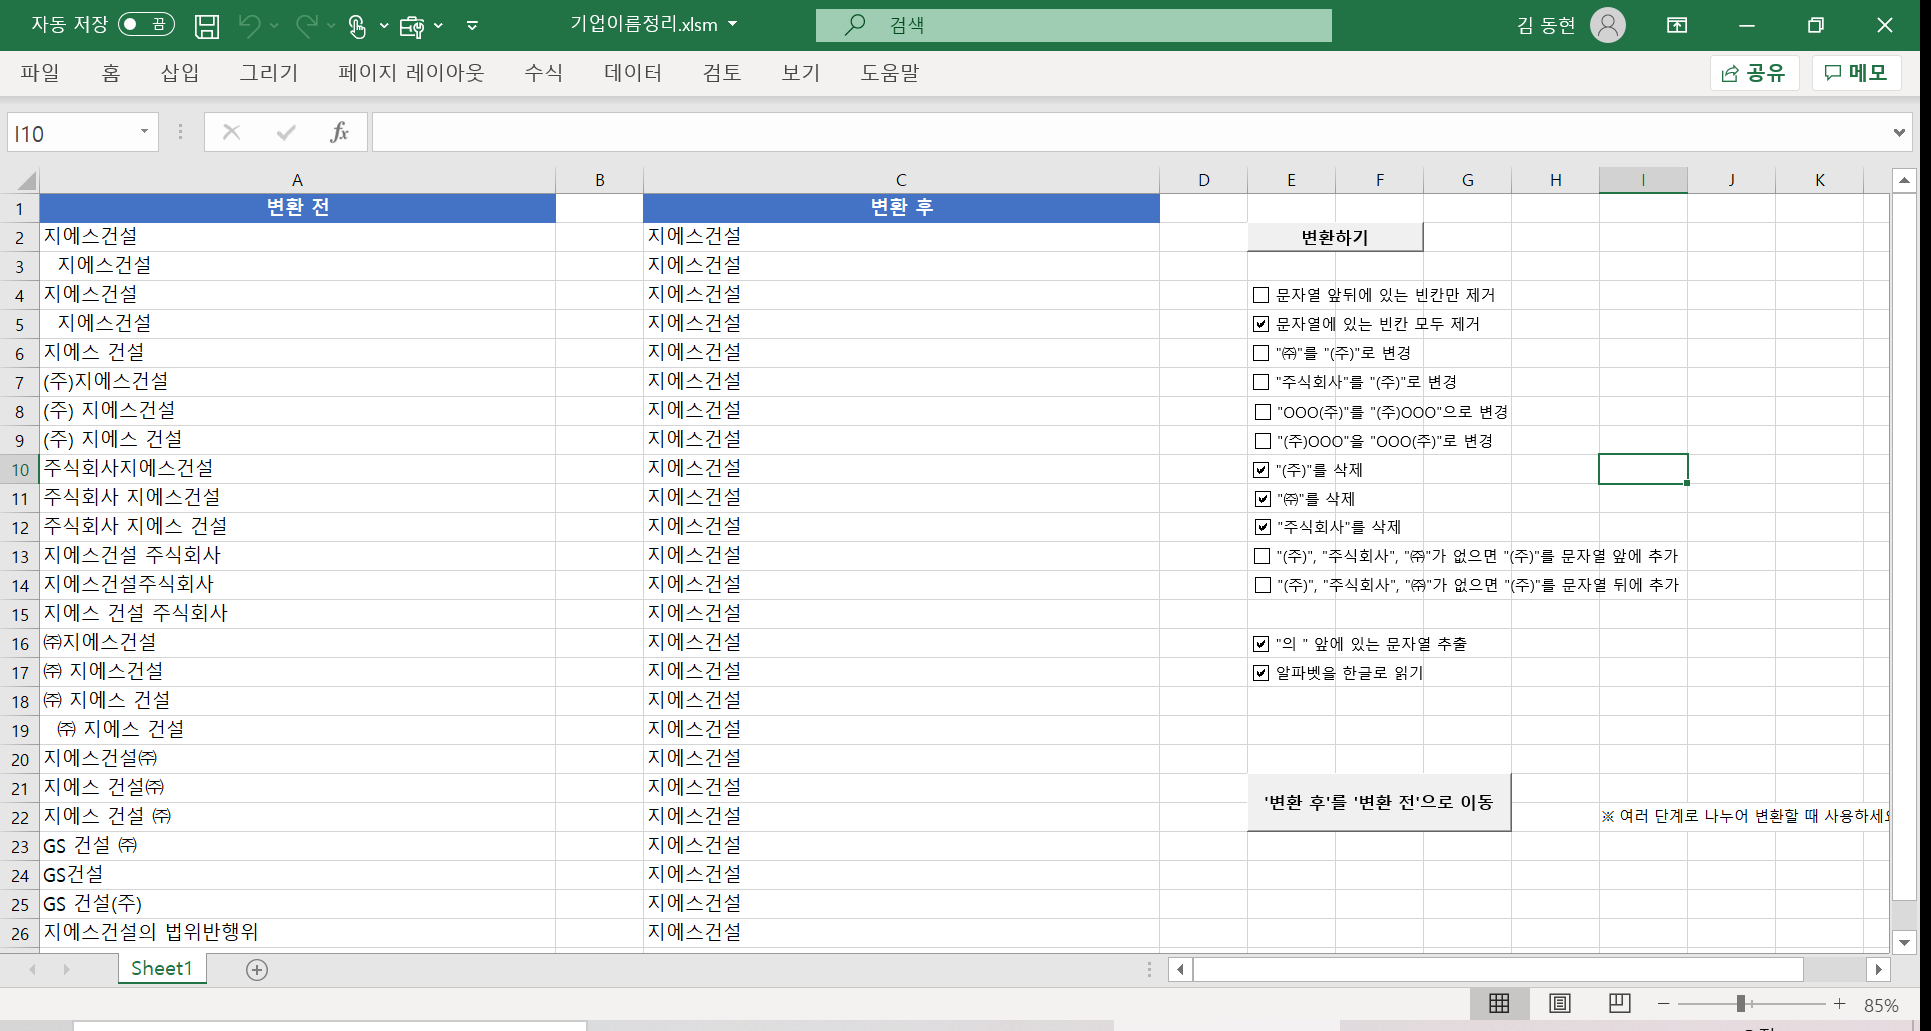 자동 저장 끔 기업이름정리.xlsm 검색 김 동현
파일 홈 삽입 그리기 페이지 레이아웃 수식 데이터 검토 보기 도움말 공유 메모
I10 fx
A B C D E F G H I J K
1 변환 전 변환 후
2 지에스건설 지에스건설 변환하기
3 지에스건설 지에스건설
4 지에스건설 지에스건설 문자열 앞뒤에 있는 빈칸만 제거
5 지에스건설 지에스건설 문자열에 있는 빈칸 모두 제거
6 지에스 건설 지에스건설 "㈜"를 "(주)"로 변경
7 (주)지에스건설 지에스건설 "주식회사"를 "(주)"로 변경
8 (주) 지에스건설 지에스건설 "OOO(주)"를 "(주)OOO"으로 변경
9 (주) 지에스 건설 지에스건설 "(주)OOO"을 "OOO(주)"로 변경
10 주식회사지에스건설 지에스건설 "(주)"를 삭제
11 주식회사 지에스건설 지에스건설 "㈜"를 삭제
12 주식회사 지에스 건설 지에스건설 "주식회사"를 삭제
13 지에스건설 주식회사 지에스건설 "(주)", "주식회사", "㈜"가 없으면 "(주)"를 문자열 앞에 추가
14 지에스건설주식회사 지에스건설 "(주)", "주식회사", "㈜"가 없으면 "(주)"를 문자열 뒤에 추가
15 지에스 건설 주식회사 지에스건설
16 ㈜지에스건설 지에스건설 "의 " 앞에 있는 문자열 추출
17 ㈜ 지에스건설 지에스건설 알파벳을 한글로 읽기
18 ㈜ 지에스 건설 지에스건설
19 ㈜ 지에스 건설 지에스건설
20 지에스건설㈜ 지에스건설
21 지에스 건설㈜ 지에스건설 '변환 후'를 '변환 전'으로 이동
22 지에스 건설 ㈜ 지에스건설 ※ 여러 단계로 나누어 변환할 때 사용하세요
23 GS 건설 ㈜ 지에스건설
24 GS건설 지에스건설
25 GS 건설(주) 지에스건설
26 지에스건설의 법위반행위 지에스건설
Sheet1
85%